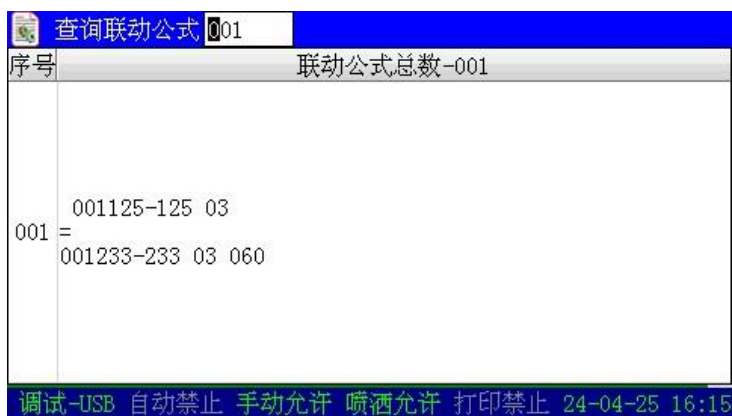 查询联动公式 001
序号 联动公式总数-001
001125-125 03
001 =
001233-233 03 060
调试-USB 自动禁止 手动允许 喷洒允许 打印禁止 24-04-25 16:15